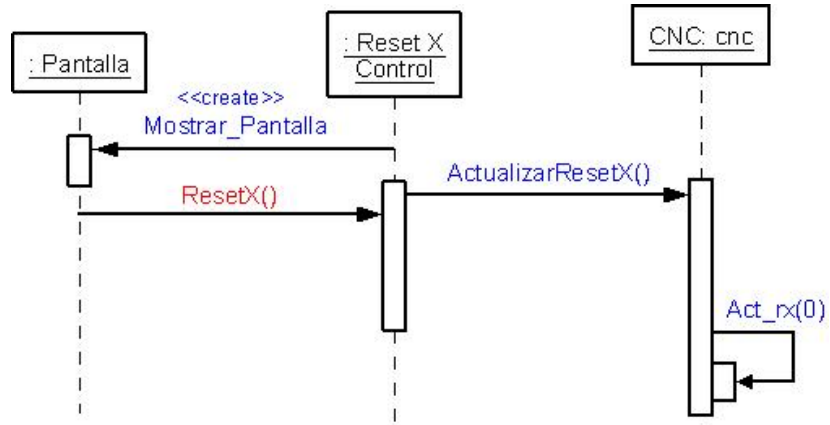 : Pantalla
: Reset X
Control
CNC: cnc
<<create>>
Mostrar_Pantalla
ActualizarResetX()
ResetX()
Act_rx(0)